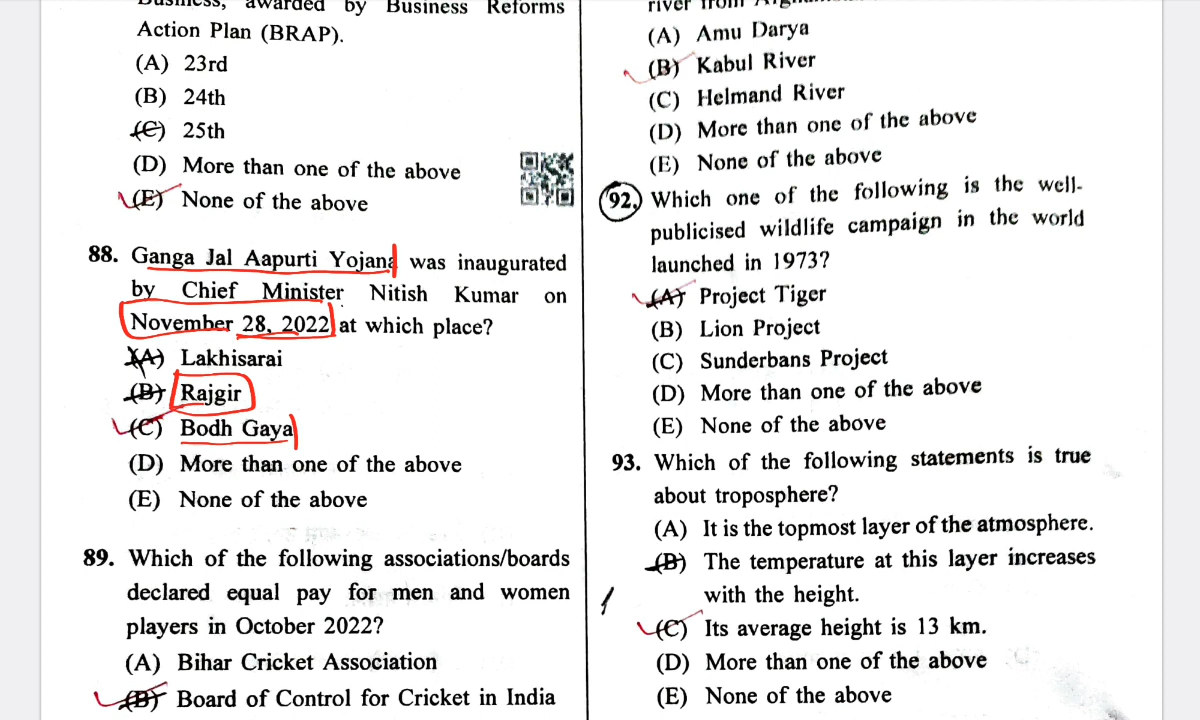 Business, awarded by Business Reforms
Action Plan (BRAP).
(A) 23rd
(B) 24th
(C) 25th
(D) More than one of the above
(E) None of the above
88. Ganga Jal Aapurti Yojana was inaugurated
by Chief Minister Nitish Kumar on
November 28, 2022 at which place?
(A) Lakhisarai
(B) Rajgir
(C) Bodh Gaya
(D) More than one of the above
(E) None of the above
89. Which of the following associations/boards
declared equal pay for men and women
players in October 2022?
(A) Bihar Cricket Association
(B) Board of Control for Cricket in India
river from
(A) Amu Darya
(B) Kabul River
(C) Helmand River
(D) More than one of the above
(E) None of the above
92. Which one of the following is the well-
publicised wildlife campaign in the world
launched in 1973?
(A) Project Tiger
(B) Lion Project
(C) Sunderbans Project
(D) More than one of the above
(E) None of the above
93. Which of the following statements is true
about troposphere?
(A) It is the topmost layer of the atmosphere.
(B) The temperature at this layer increases
with the height.
(C) Its average height is 13 km.
(D) More than one of the above
(E) None of the above